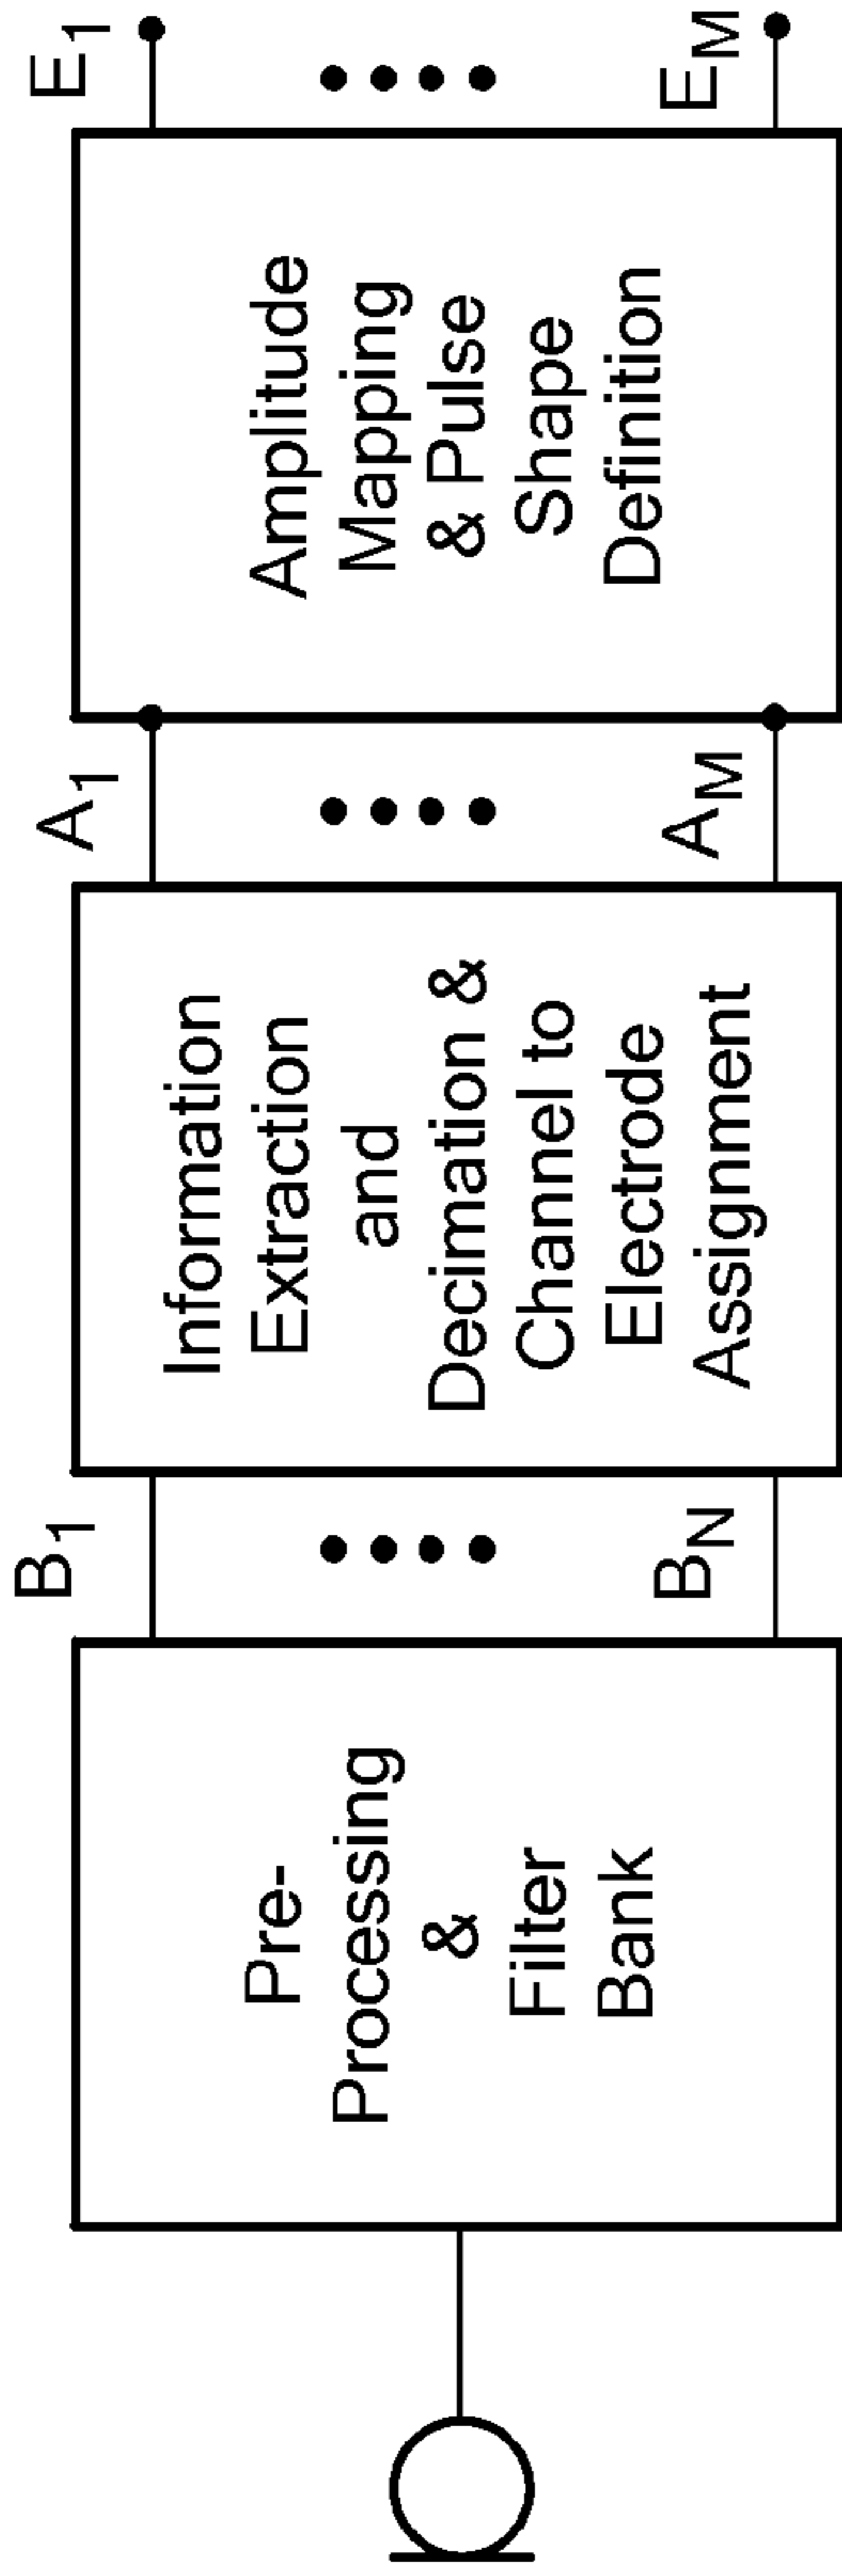 Pre-
Processing
&
Filter
Bank
B1
BN
Information
Extraction
and
Decimation &
Channel to
Electrode
Assignment
A1
AM
Amplitude
Mapping
& Pulse
Shape
Definition
E1
EM